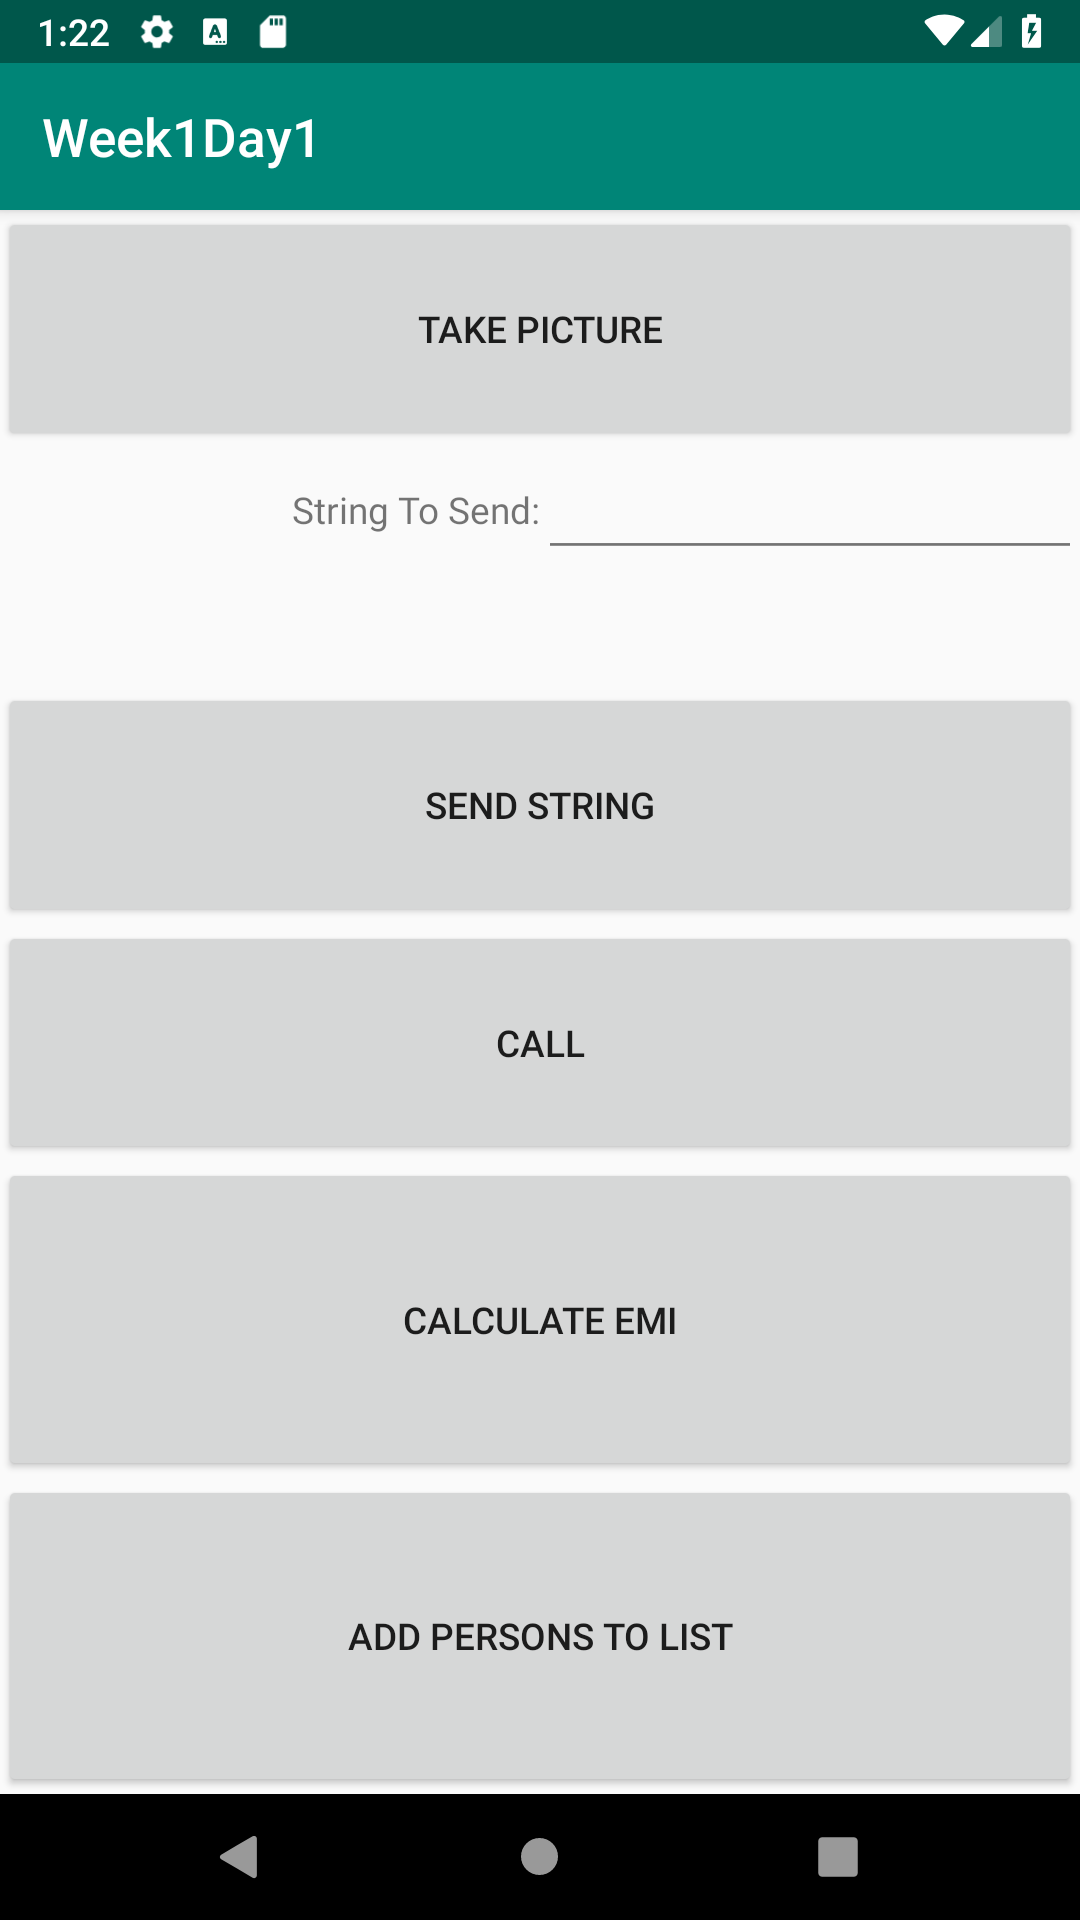 1:22
Week1Day1
TAKE PICTURE
String To Send:
SEND STRING
CALL
CALCULATE EMI
ADD PERSONS TO LIST